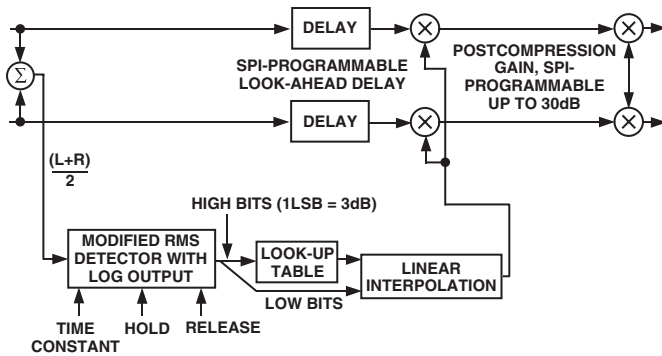 DELAY
SPI-PROGRAMMABLE
LOOK-AHEAD DELAY
POSTCOMPRESSION
GAIN, SPI-
PROGRAMMABLE
UP TO 30dB
Σ
DELAY
(L+R)
2
HIGH BITS (1LSB = 3dB)
MODIFIED RMS
DETECTOR WITH
LOG OUTPUT
LOOK-UP
TABLE
LINEAR
INTERPOLATION
LOW BITS
TIME
CONSTANT
HOLD
RELEASE